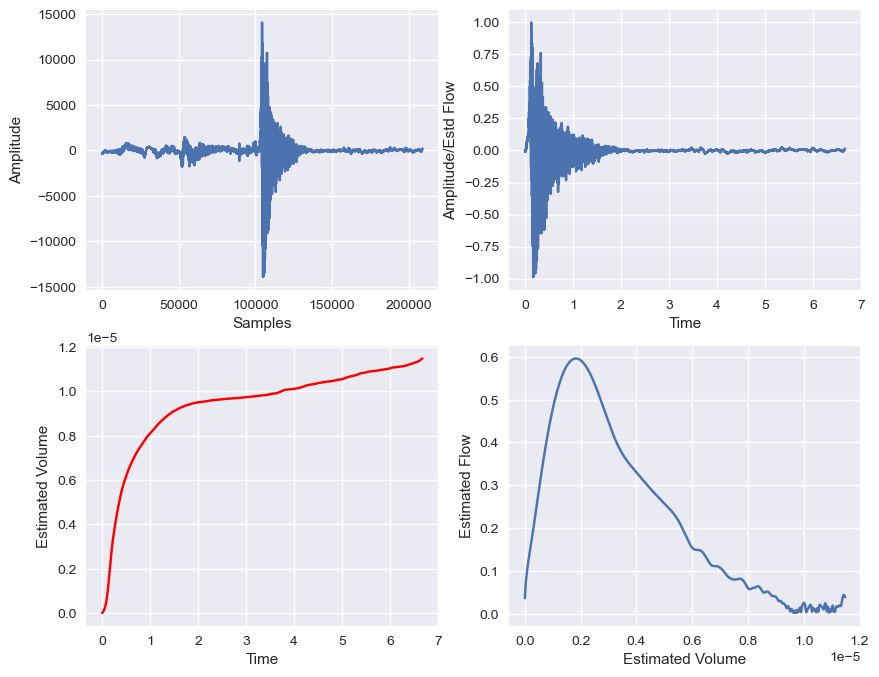 15000
10000
5000
0
−5000
−10000
−15000
Amplitude
0 50000 100000 150000 200000
Samples
1.00
0.75
0.50
0.25
0.00
−0.25
−0.50
−0.75
−1.00
Amplitude/Estd Flow
0 1 2 3 4 5 6 7
Time
1e−5
1.2
1.0
0.8
0.6
0.4
0.2
0.0
Estimated Volume
0 1 2 3 4 5 6 7
Time
0.6
0.5
0.4
0.3
0.2
0.1
0.0
Estimated Flow
0.0 0.2 0.4 0.6 0.8 1.0 1.2
Estimated Volume
1e−5